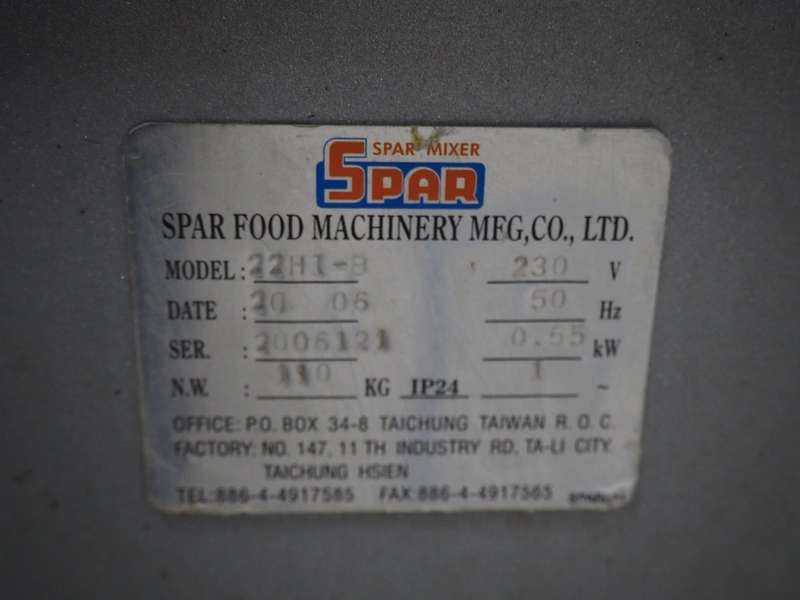 SPAR MIXER
SPAR
SPAR FOOD MACHINERY MFG,CO., LTD.
MODEL: 22HI-B 230 V
DATE : 20 06 50 Hz
SER. : 2006121 0.55 kW
N.W. : 110 KG IP24 1 ~
OFFICE: P.O. BOX 34-8 TAICHUNG TAIWAN R. O. C.
FACTORY: NO. 147, 11 TH INDUSTRY RD, TA-LI CITY.
TAICHUNG HSIEN
TEL:886-4-4917585 FAX:886-4-4917565